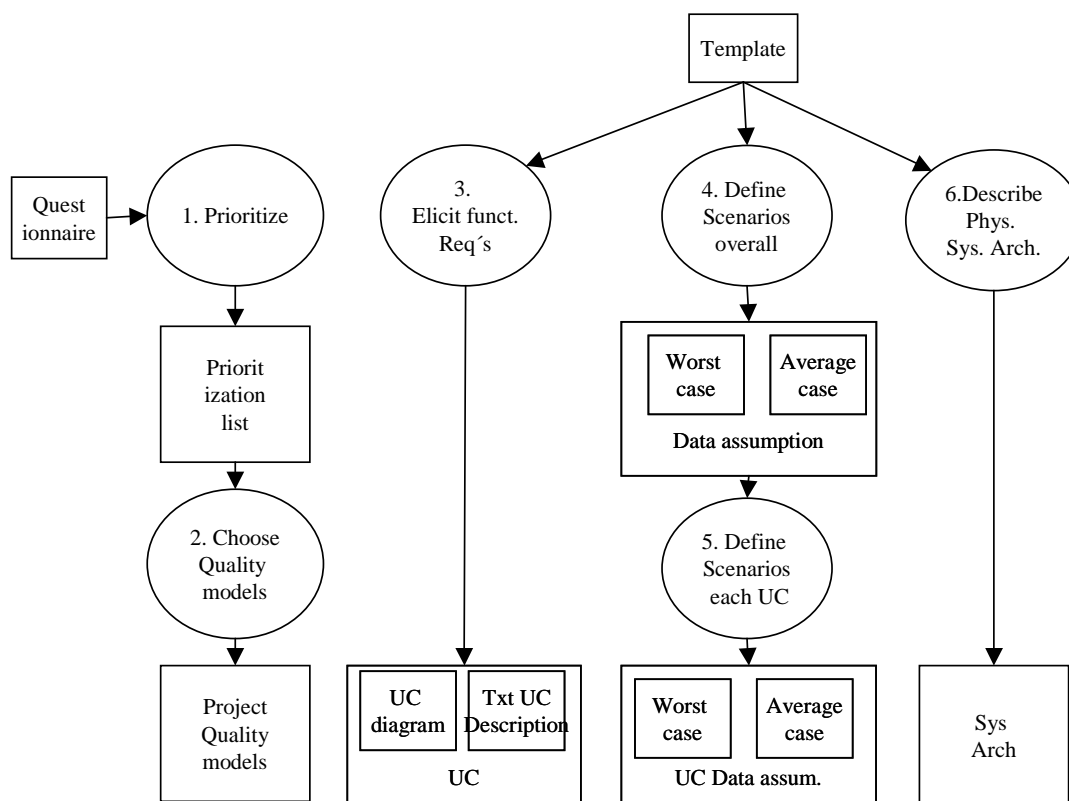 Template
Quest
ionnaire
1. Prioritize
3.
Elicit funct.
Req´s
4. Define
Scenarios
overall
6.Describe
Phys.
Sys. Arch.
Priorit
ization
list
Worst
case
Average
case
Data assumption
2. Choose
Quality
models
5. Define
Scenarios
each UC
Project
Quality
models
UC
diagram
Txt UC
Description
UC
Worst
case
Average
case
UC Data assum.
Sys
Arch